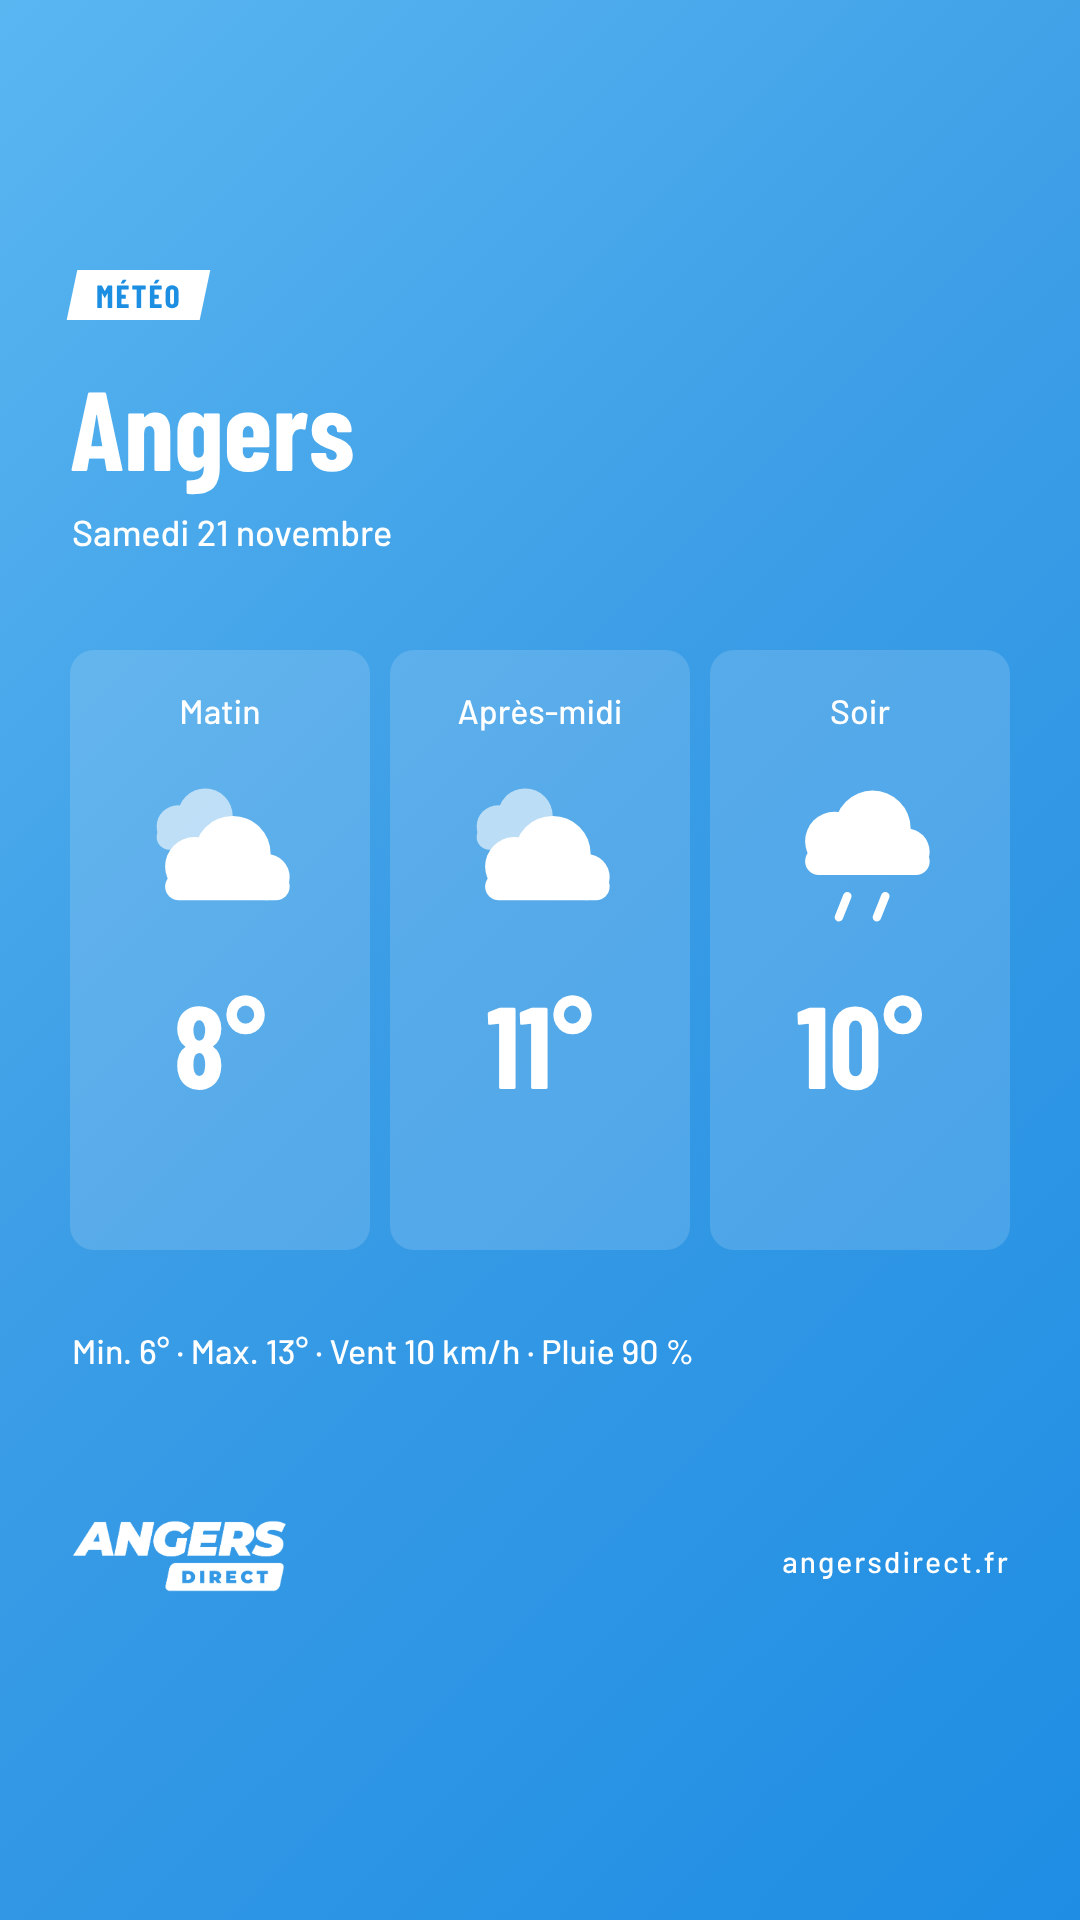 MÉTÉO
Angers
Samedi 21 novembre
Matin
Après-midi
Soir
8°
11°
10°
Min. 6° · Max. 13° · Vent 10 km/h · Pluie 90 %
ANGERS
DIRECT
angersdirect.fr